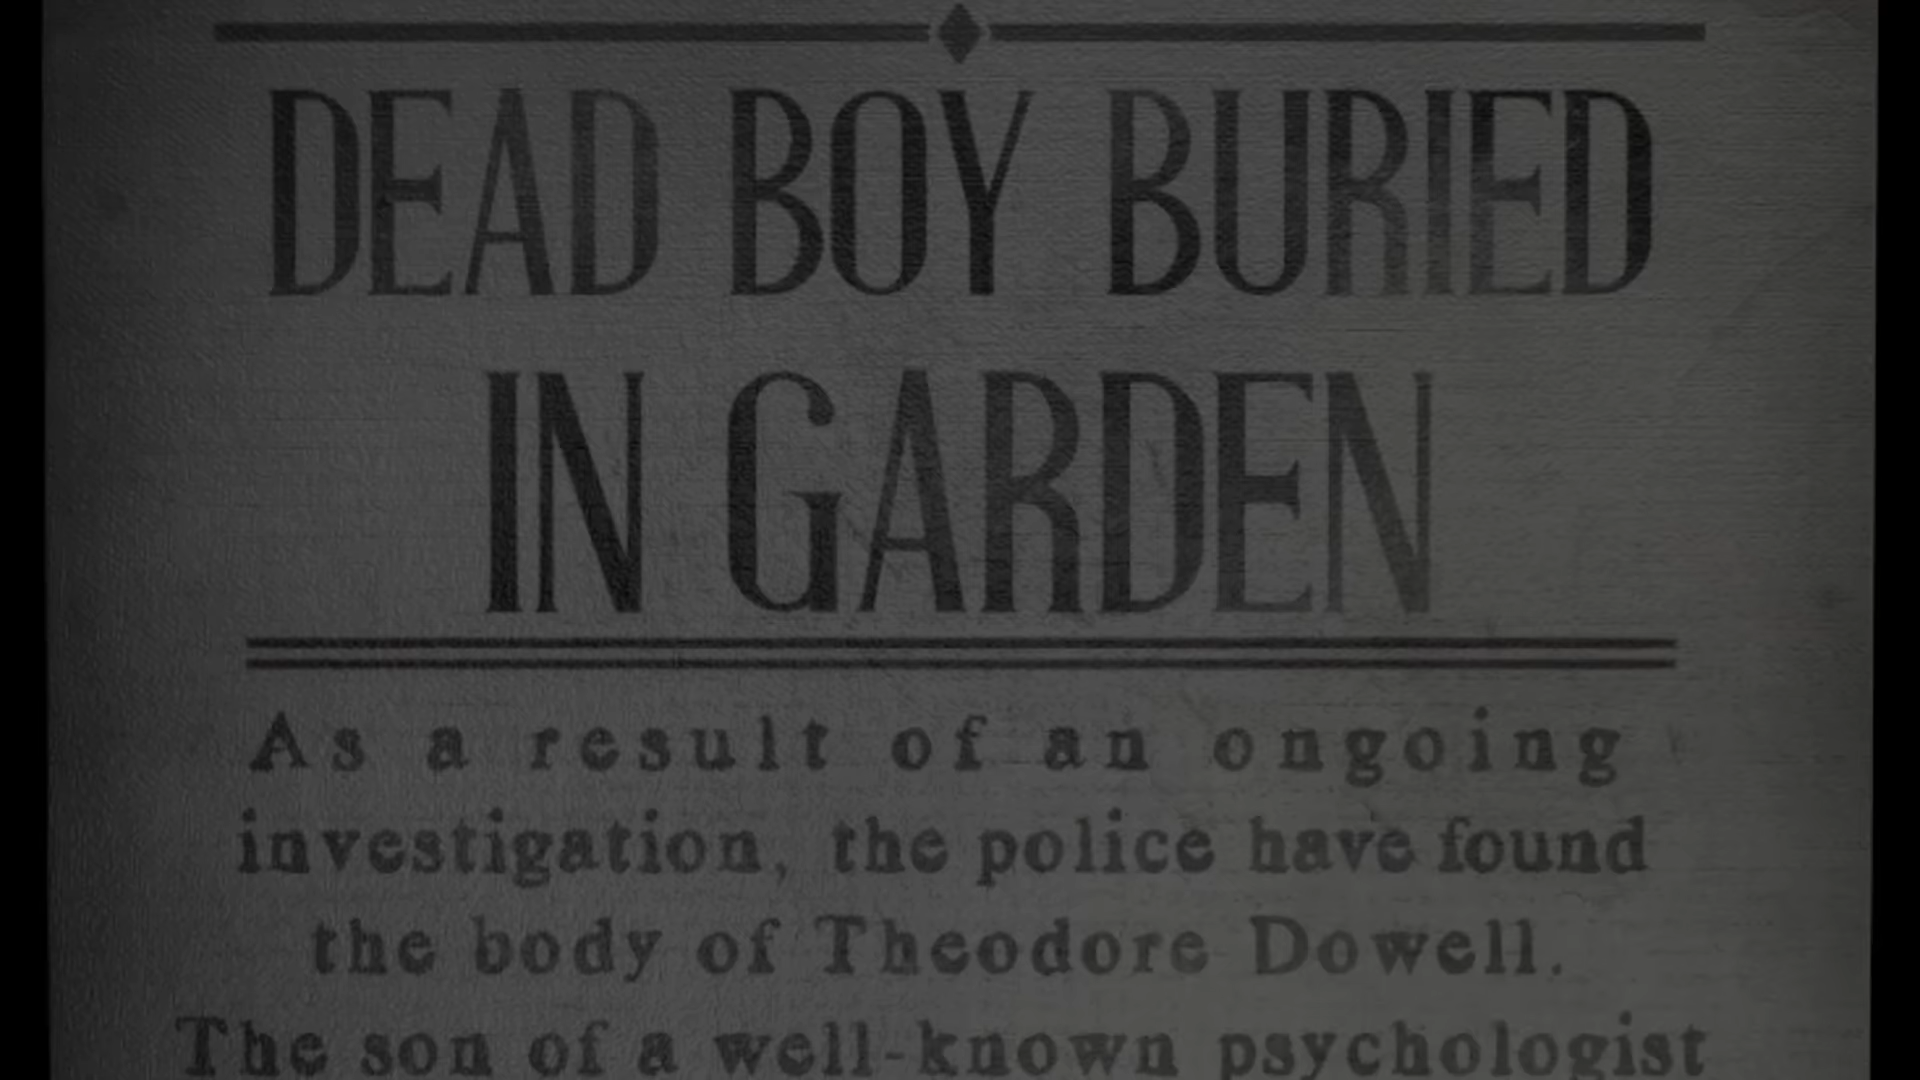 DEAD BOY BURIED
IN GARDEN
As a result of an ongoing
investigation, the police have found
the body of Theodore Dowell.
The son of a well-known psychologist